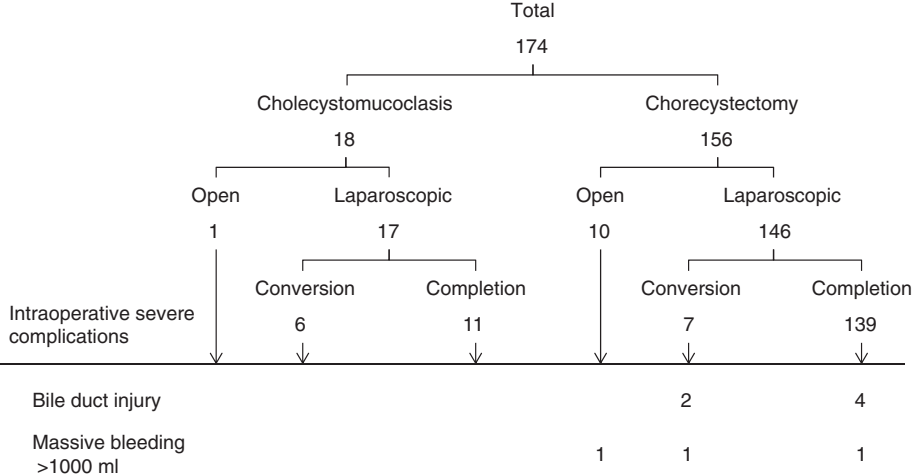 Total
174
Cholecystomucoclasis Chorecystectomy
18 156
Open Laparoscopic Open Laparoscopic
1 17 10 146
Conversion Completion Conversion Completion
Intraoperative severe
complications
6 11 7 139
Bile duct injury 2 4
Massive bleeding
>1000 ml
1 1 1